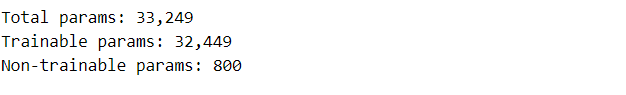 Total params: 33,249
Trainable params: 32,449
Non-trainable params: 800